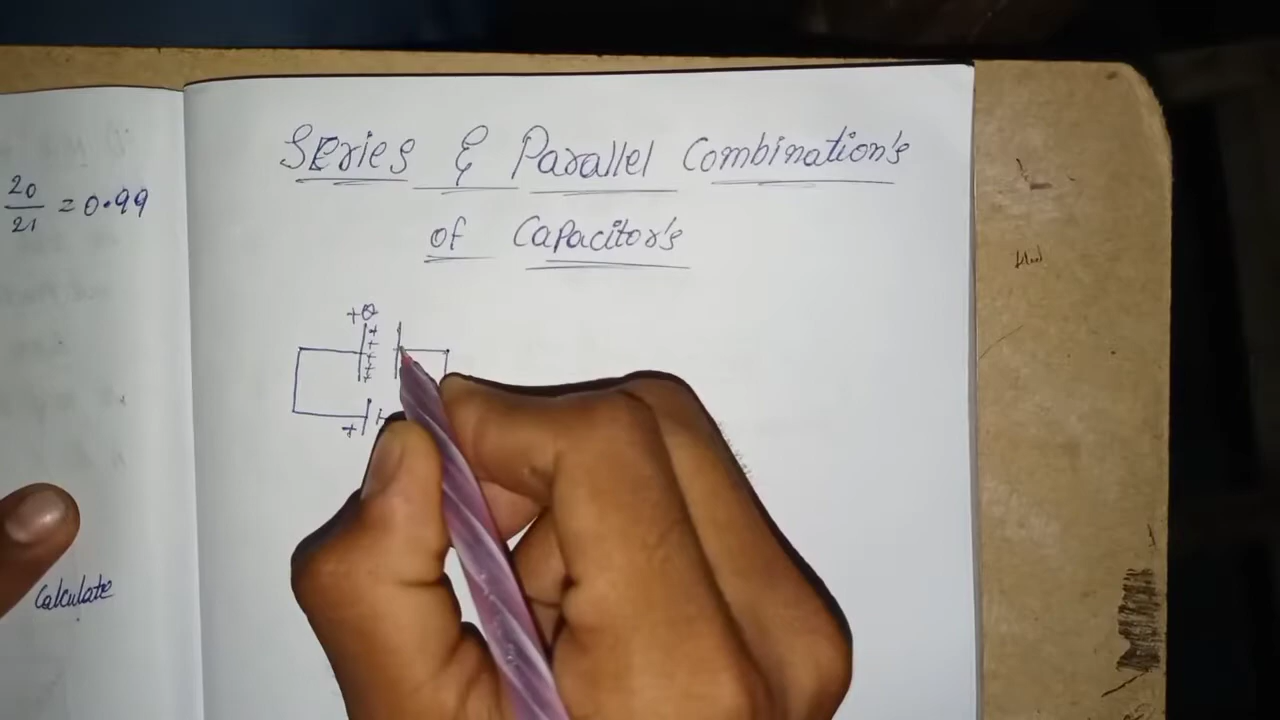 Series & Parallel Combination's
of Capacitor's
20
21
= 0.99
+Q
+
Calculate